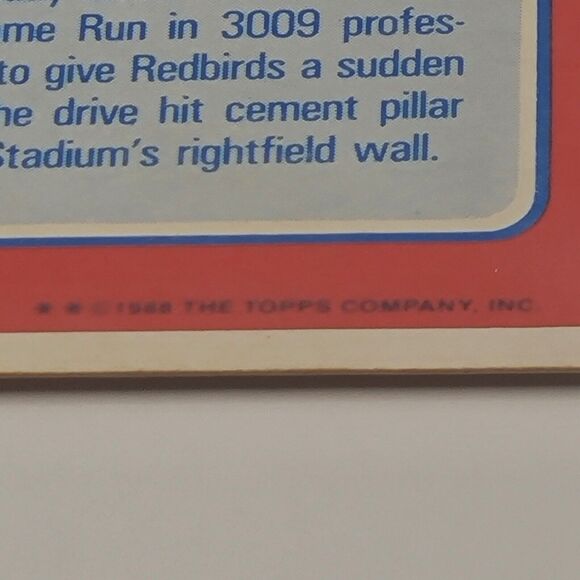 me Run in 3009 profes-
to give Redbirds a sudden
he drive hit cement pillar
Stadium's rightfield wall.
* * ©1988 THE TOPPS COMPANY, INC.